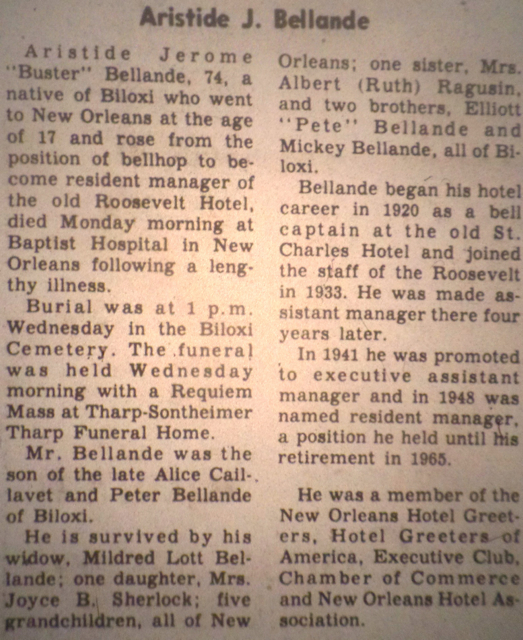 Aristide J. Bellande
Aristide Jerome
"Buster" Bellande, 74, a
native of Biloxi who went
to New Orleans at the age
of 17 and rose from the
position of bellhop to be-
come resident manager of
the old Roosevelt Hotel,
died Monday morning at
Baptist Hospital in New
Orleans following a leng-
thy illness.
Burial was at 1 p.m.
Wednesday in the Biloxi
Cemetery. The funeral
was held Wednesday
morning with a Requiem
Mass at Tharp-Sontheimer
Tharp Funeral Home.
Mr. Bellande was the
son of the late Alice Cail-
lavet and Peter Bellande
of Biloxi.
He is survived by his
widow, Mildred Lott Bel-
lande; one daughter, Mrs.
Joyce B. Sherlock; five
grandchildren, all of New
Orleans; one sister, Mrs.
Albert (Ruth) Ragusin,
and two brothers, Elliott
"Pete" Bellande and
Mickey Bellande, all of Bi-
loxi.
Bellande began his hotel
career in 1920 as a bell
captain at the old St.
Charles Hotel and joined
the staff of the Roosevelt
in 1933. He was made as-
sistant manager there four
years later.
In 1941 he was promoted
to executive assistant
manager and in 1948 was
named resident manager,
a position he held until his
retirement in 1965.
He was a member of the
New Orleans Hotel Greet-
ers, Hotel Greeters of
America, Executive Club,
Chamber of Commerce
and New Orleans Hotel As-
sociation.